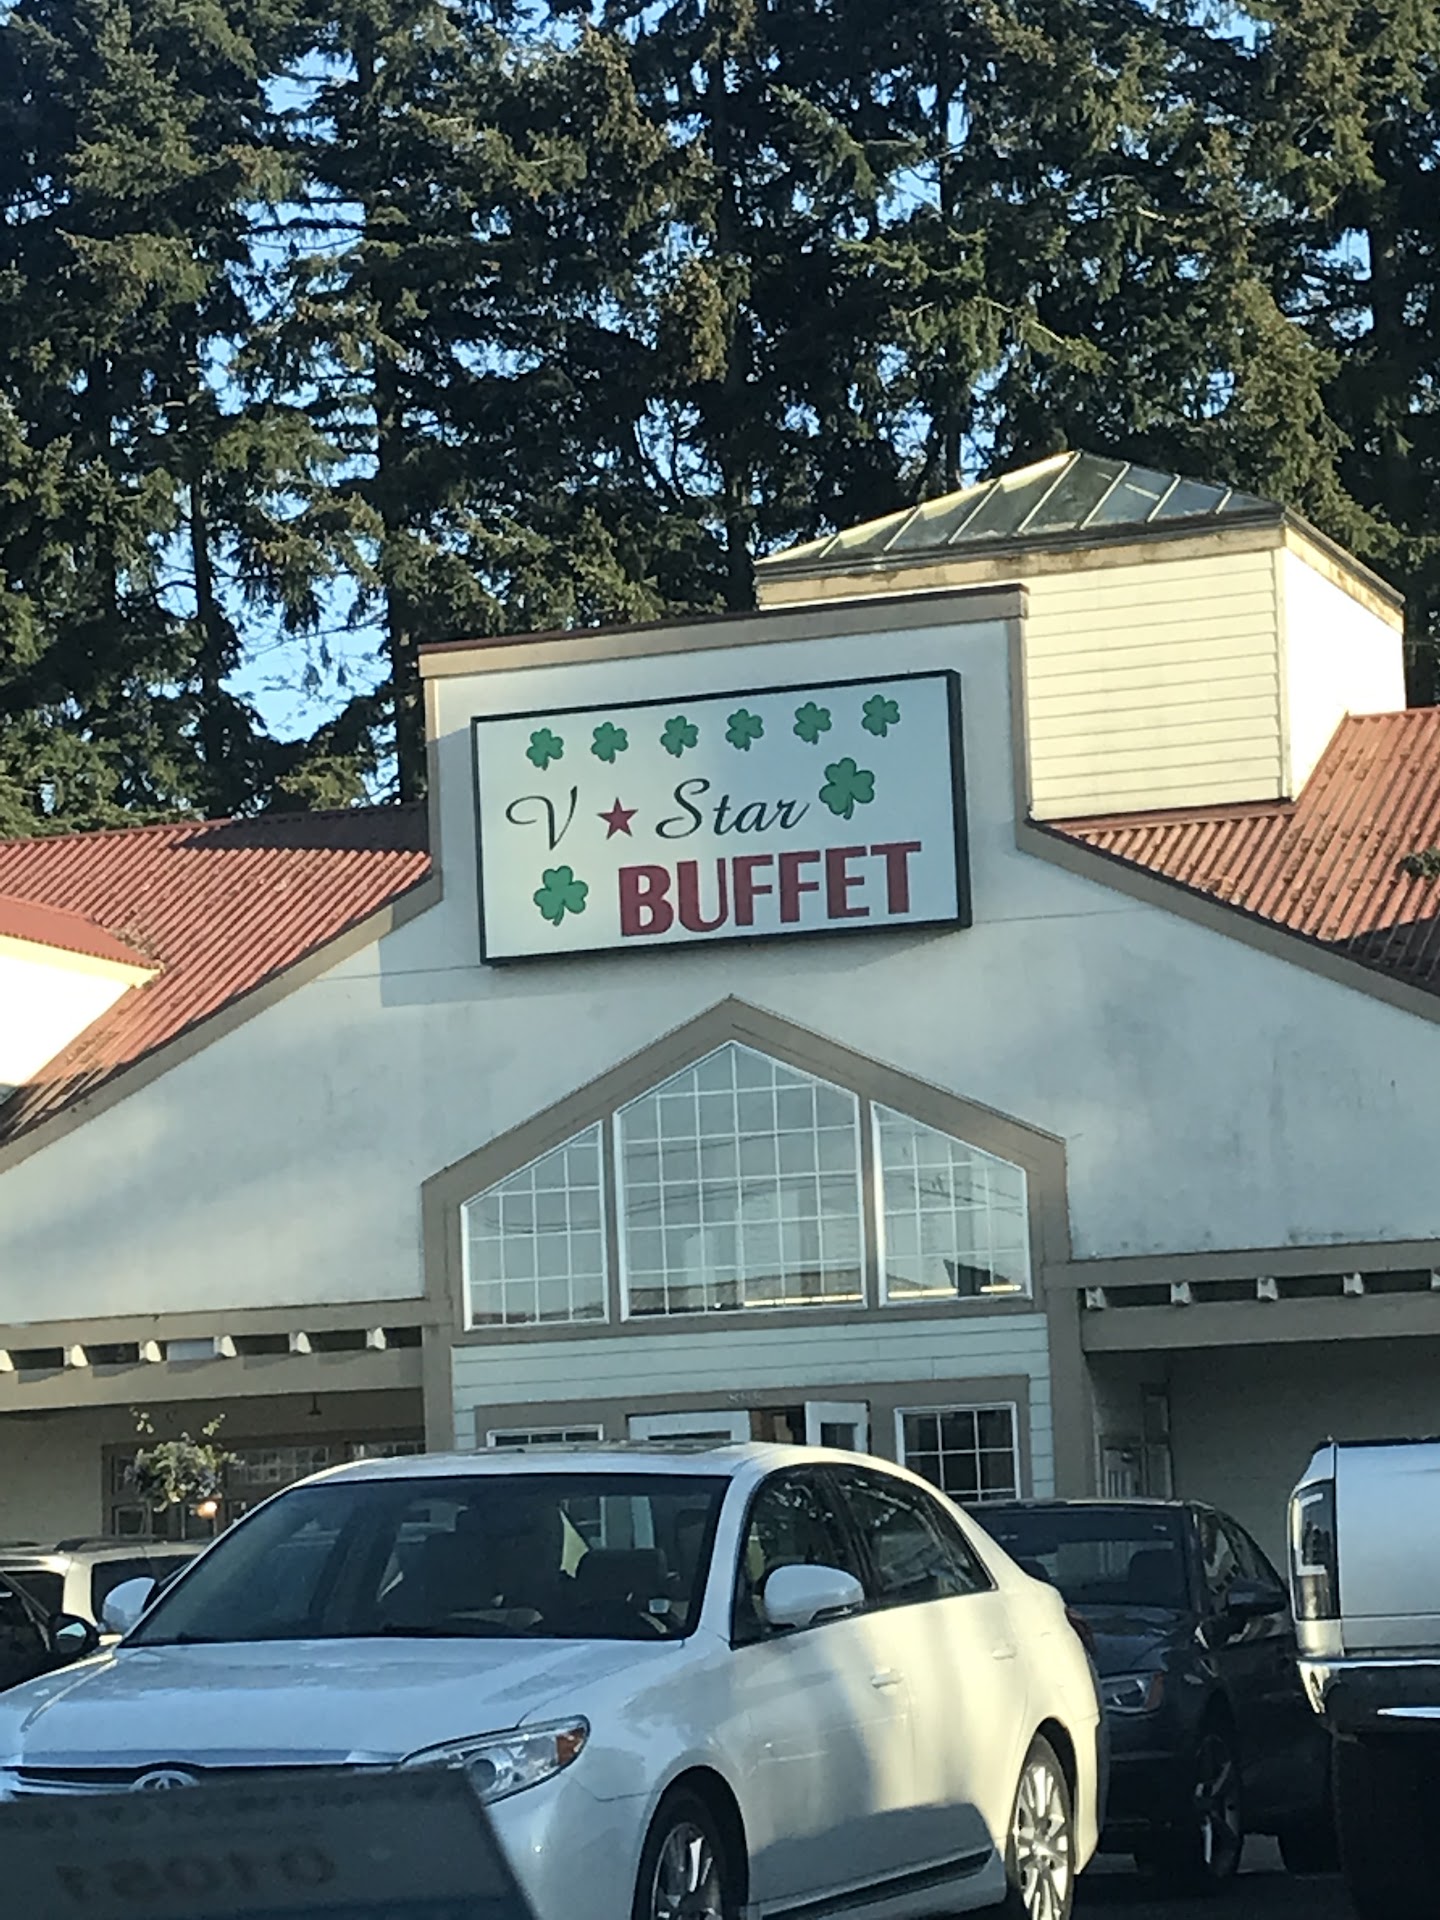 V ★ Star
BUFFET